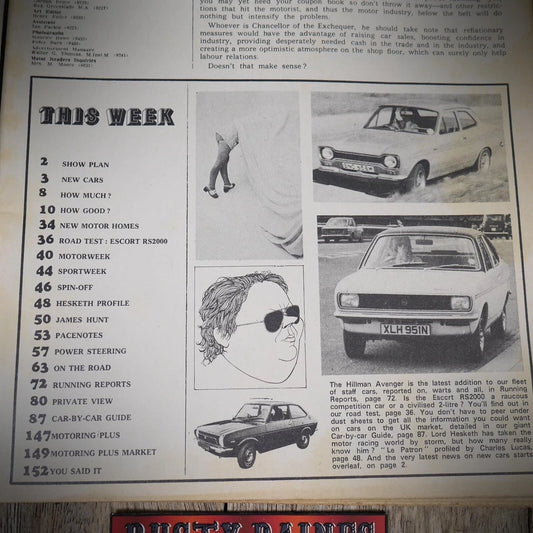 may yet need your coupon book so don't throw it away—and other restric-
tions that hit the motorist, and thus the motor industry, below the belt will do
nothing but intensify the problem.
Whoever is Chancellor of the Exchequer, he should take note that reflationary
measures would have the advantage of raising car sales, boosting confidence in
industry, providing desperately needed cash in the trade and in the industry, and
creating a more optimistic atmosphere on the shop floor, which can surely only help
labour relations.
Doesn't that make sense?
Art Editor
Assistant
Photographs
Advertisement Manager
Motor Readers Inquiries
THIS WEEK
2 SHOW PLAN
3 NEW CARS
8 HOW MUCH?
10 HOW GOOD?
34 NEW MOTOR HOMES
36 ROAD TEST: ESCORT RS2000
40 MOTORWEEK
44 SPORTWEEK
46 SPIN-OFF
48 HESKETH PROFILE
50 JAMES HUNT
53 PACENOTES
57 POWER STEERING
63 ON THE ROAD
72 RUNNING REPORTS
80 PRIVATE VIEW
87 CAR-BY-CAR GUIDE
147 MOTORING PLUS
149 MOTORING PLUS MARKET
152 YOU SAID IT
XLH 951N
The Hillman Avenger is the latest addition to our fleet
of staff cars, reported on, warts and all, in Running
Reports, page 72. Is the Escort RS2000 a raucous
competition car or a civilised 2-litre? You'll find out in
our road test, page 36. You don't have to peer under
dust sheets to get all the information you could want
on cars on the UK market, detailed in our giant
Car-by-car Guide, page 87. Lord Hesketh has taken the
motor racing world by storm, but how many really
know him? "Le Patron" profiled by Charles Lucas,
page 48. And the very latest news on new cars starts
overleaf, on page 2.
RUSTY RAINES